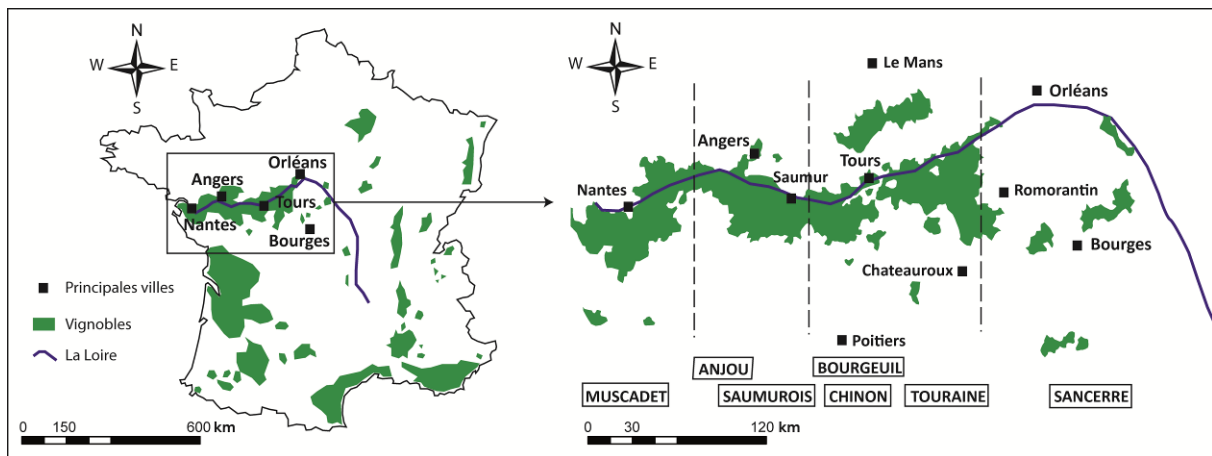 N
W E
S
Orléans
Angers
Tours
Nantes
Bourges
Principales villes
Vignobles
La Loire
0 150 600 km
N
W E
S
Le Mans
Orléans
Angers
Tours
Saumur
Nantes
Romorantin
Bourges
Chateauroux
Poitiers
ANJOU BOURGEUIL
MUSCADET SAUMUROIS CHINON TOURAINE SANCERRE
0 30 120 km